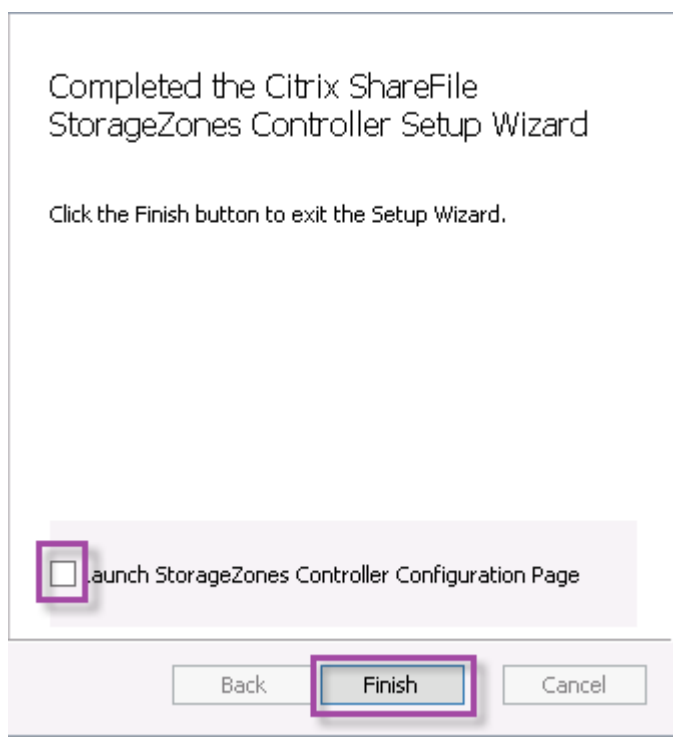 Completed the Citrix ShareFile
StorageZones Controller Setup Wizard
Click the Finish button to exit the Setup Wizard.
Launch StorageZones Controller Configuration Page
Back Finish Cancel